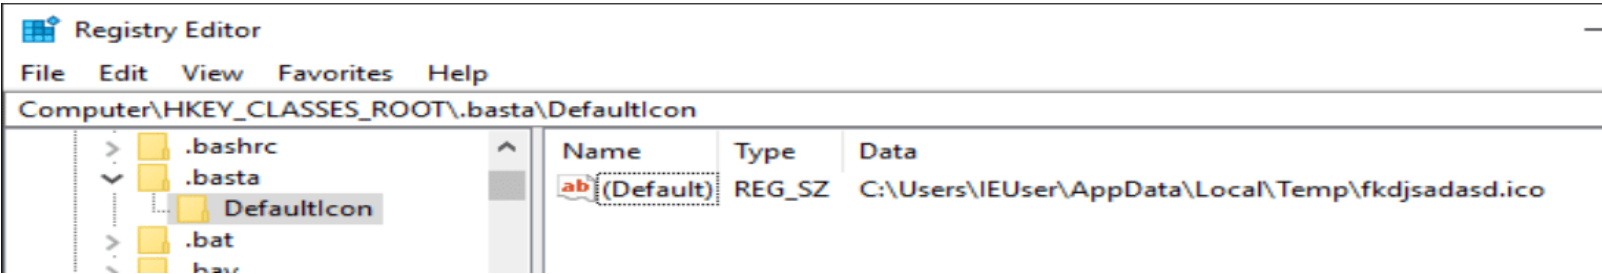 Registry Editor
File Edit View Favorites Help
Computer\HKEY_CLASSES_ROOT\.basta\DefaultIcon
.bashrc
.basta
DefaultIcon
.bat
Name Type Data
ab (Default) REG_SZ C:\Users\IEUser\AppData\Local\Temp\fkdjsadasd.ico